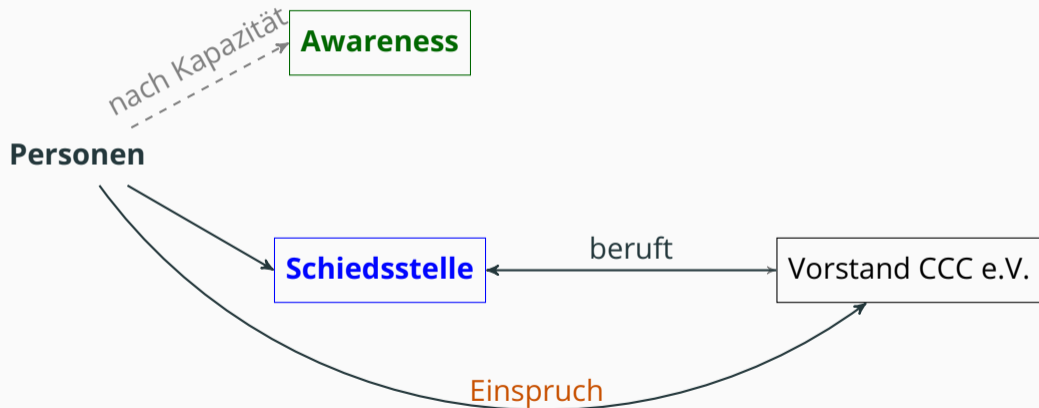 nach Kapazität
Awareness
Personen
beruft
Schiedsstelle
Vorstand CCC e.V.
Einspruch